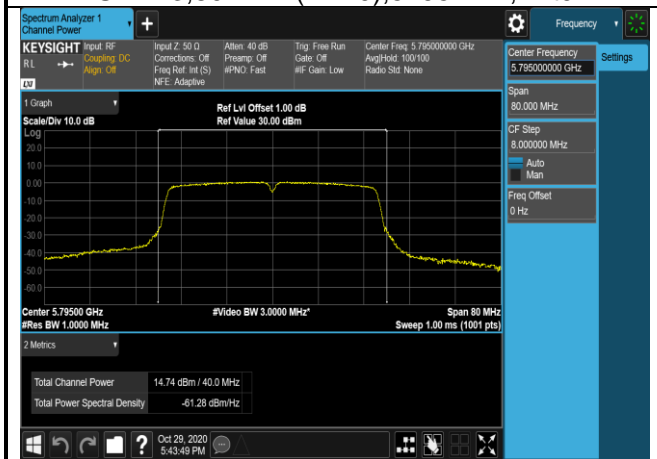 Spectrum Analyzer 1
Channel Power
+
Frequency
KEYSIGHT
RL
LXI
Input: RF
Coupling: DC
Align: Off
Input Z: 50 Ω
Corrections: Off
Freq Ref: Int (S)
NFE: Adaptive
Atten: 40 dB
Preamp: Off
#PNO: Fast
Trig: Free Run
Gate: Off
#IF Gain: Low
Center Freq: 5.795000000 GHz
Avg|Hold: 100/100
Radio Std: None
Center Frequency
5.795000000 GHz
Settings
Span
80.000 MHz
CF Step
8.000000 MHz
Auto
Man
Freq Offset
0 Hz
1 Graph
Scale/Div 10.0 dB
Ref Lvl Offset 1.00 dB
Ref Value 30.00 dBm
Log
20.0
10.0
0.00
-10.0
-20.0
-30.0
-40.0
-50.0
-60.0
Center 5.79500 GHz
#Video BW 3.0000 MHz*
Span 80 MHz
#Res BW 1.0000 MHz
Sweep 1.00 ms (1001 pts)
2 Metrics
Total Channel Power 14.74 dBm / 40.0 MHz
Total Power Spectral Density -61.28 dBm/Hz
?
Oct 29, 2020
5:43:49 PM